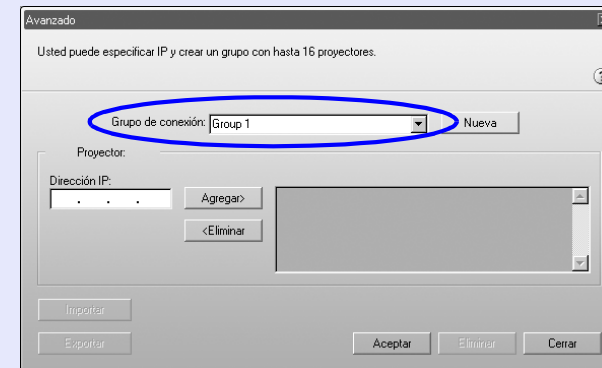 Avanzado
Usted puede especificar IP y crear un grupo con hasta 16 proyectores.
?
Grupo de conexión: Group 1 Nueva
Proyector:
Dirección IP:
. . . Agregar>
<Eliminar
Importar
Exportar Aceptar Eliminar Cerrar